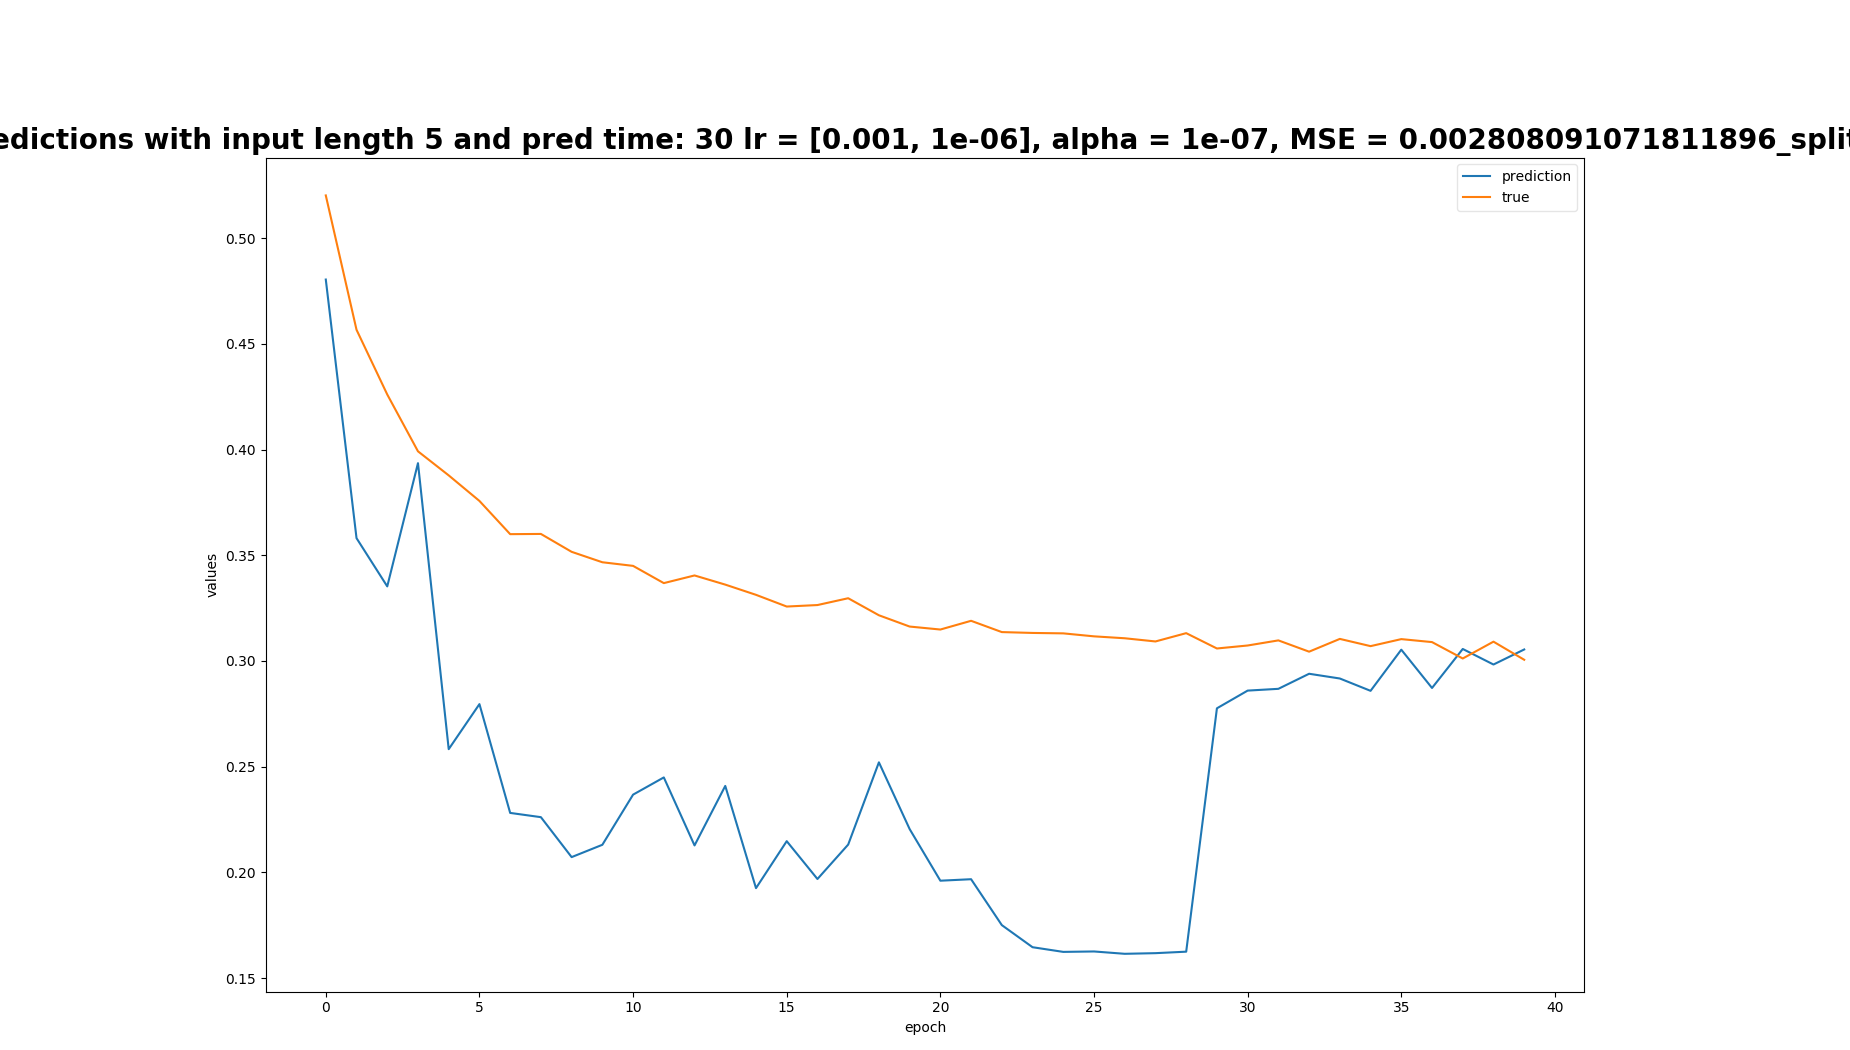 edictions with input length 5 and pred time: 30 lr = [0.001, 1e-06], alpha = 1e-07, MSE = 0.002808091071811896_split
prediction
true
0.50
0.45
0.40
0.35
0.30
0.25
0.20
0.15
values
0 5 10 15 20 25 30 35 40
epoch